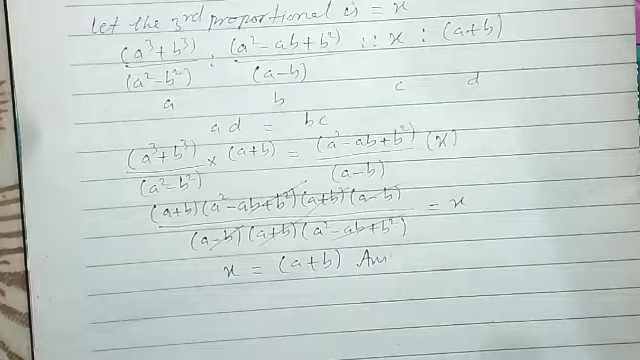 Let the 3rd proportional is = x
(a³+b³)/(a²-b²) : (a²-ab+b²)/(a-b) :: x : (a+b)
a b c d
ad = bc
(a³+b³)/(a²-b²) × (a+b) = (a²-ab+b²)/(a-b) (x)
(a+b)(a²-ab+b²)(a+b)(a-b)/(a-b)(a+b)(a²-ab+b²) = x
x = (a+b) Ans